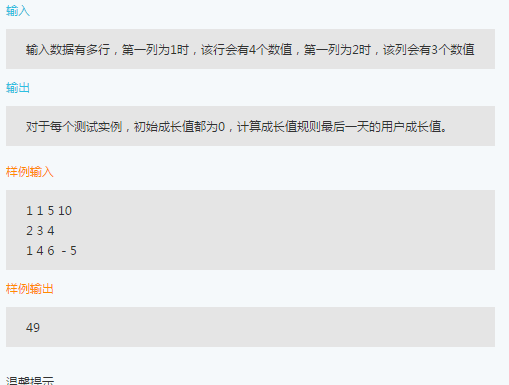 输入
输入数据有多行，第一列为1时，该行会有4个数值，第一列为2时，该列会有3个数值
输出
对于每个测试实例，初始成长值都为0，计算成长值规则最后一天的用户成长值。
样例输入
1 1 5 10
2 3 4
1 4 6 - 5
样例输出
49
温馨提示